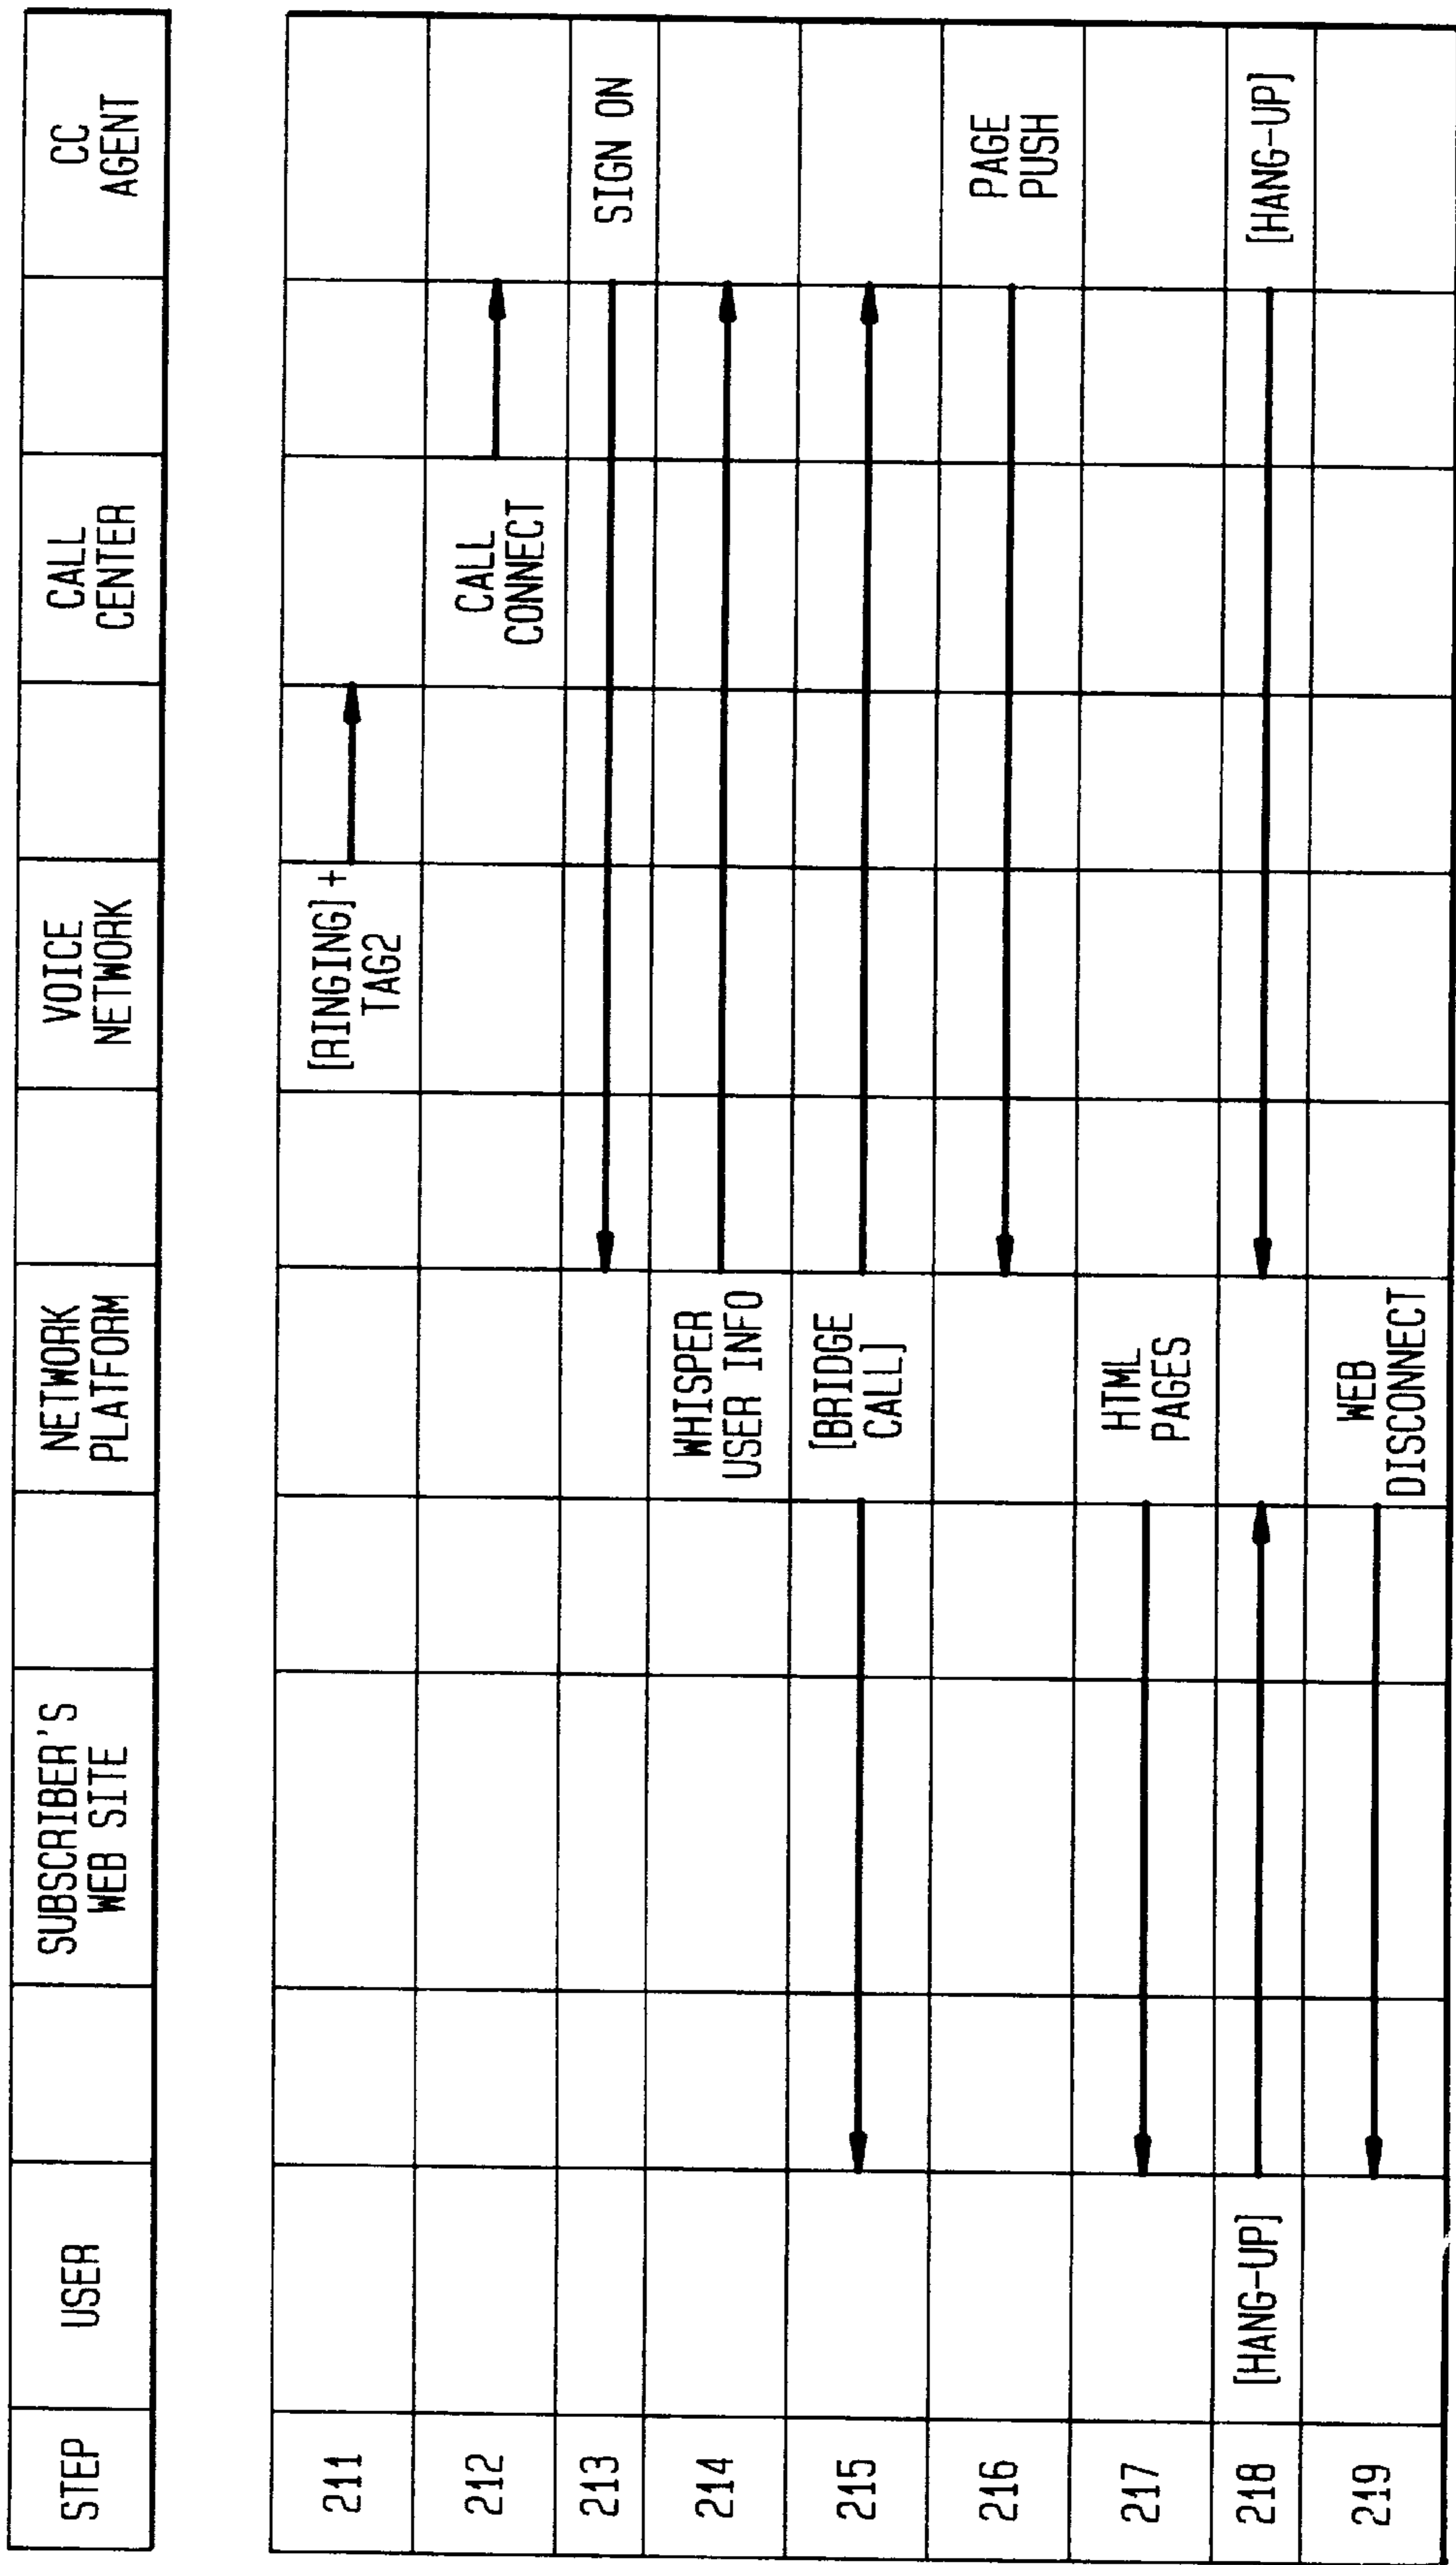 STEP
USER
SUBSCRIBER'S
WEB SITE
NETWORK
PLATFORM
VOICE
NETWORK
CALL
CENTER
CC
AGENT
211
[RINGING] +
TAG2
212
CALL
CONNECT
213
SIGN ON
214
WHISPER
USER INFO
215
[BRIDGE
CALL]
216
PAGE
PUSH
217
HTML
PAGES
218
[HANG-UP]
[HANG-UP]
219
WEB
DISCONNECT